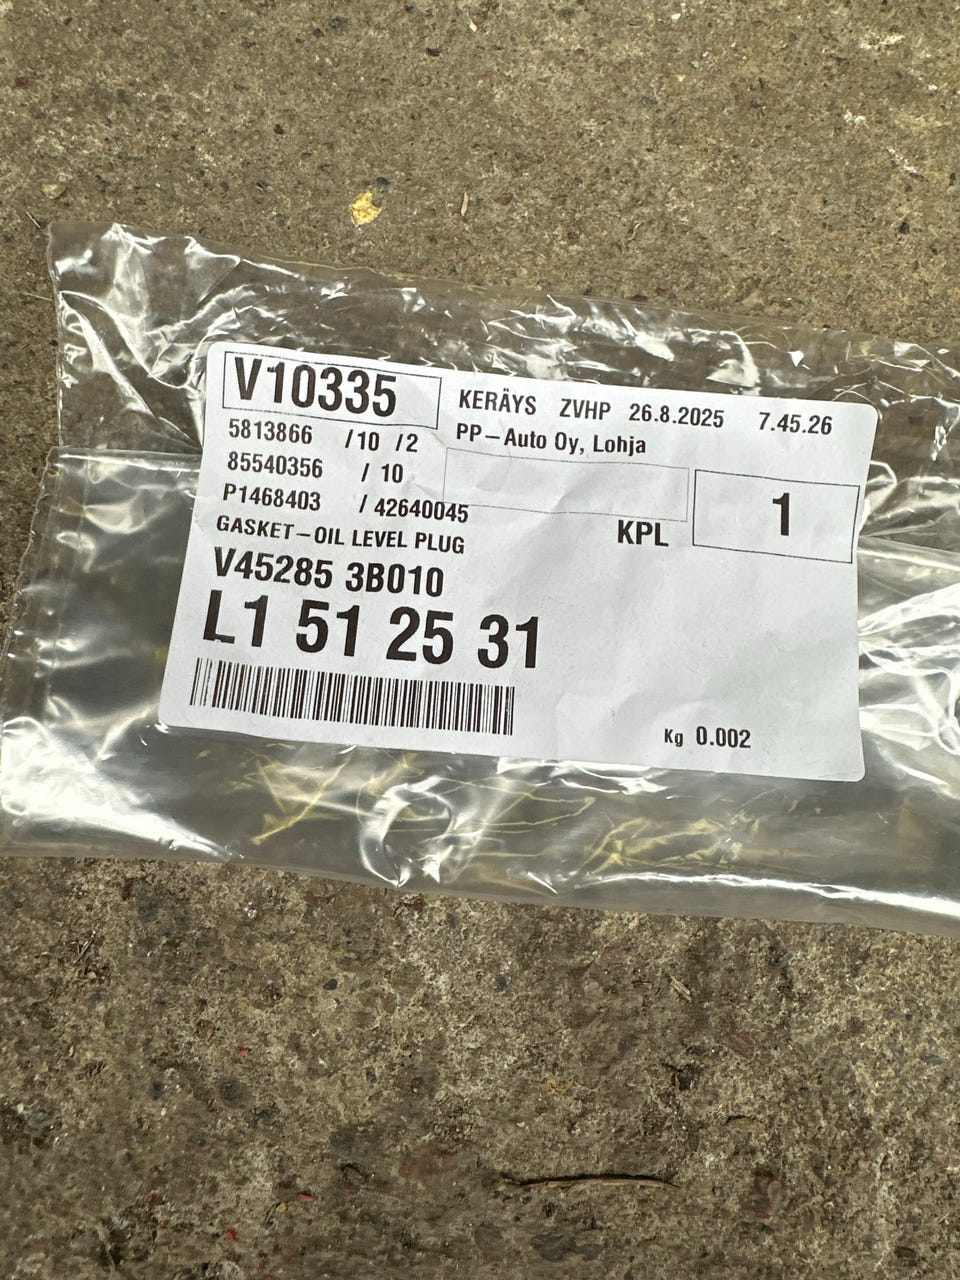 V10335
KERÄYS ZVHP 26.8.2025 7.45.26
5813866 /10 /2
PP-Auto Oy, Lohja
85540356 / 10
P1468403 / 42640045
KPL
1
GASKET-OIL LEVEL PLUG
V45285 3B010
L1 51 25 31
Kg 0.002